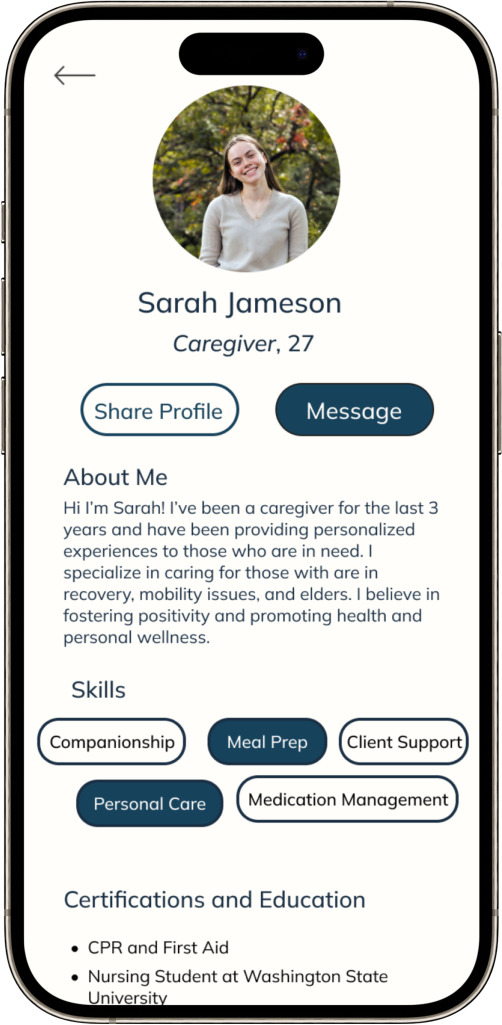 Sarah Jameson
Caregiver, 27
Share Profile
Message
About Me
Hi I’m Sarah! I’ve been a caregiver for the last 3
years and have been providing personalized
experiences to those who are in need. I
specialize in caring for those with are in
recovery, mobility issues, and elders. I believe in
fostering positivity and promoting health and
personal wellness.
Skills
Companionship
Meal Prep
Client Support
Personal Care
Medication Management
Certifications and Education
• CPR and First Aid
• Nursing Student at Washington State
University